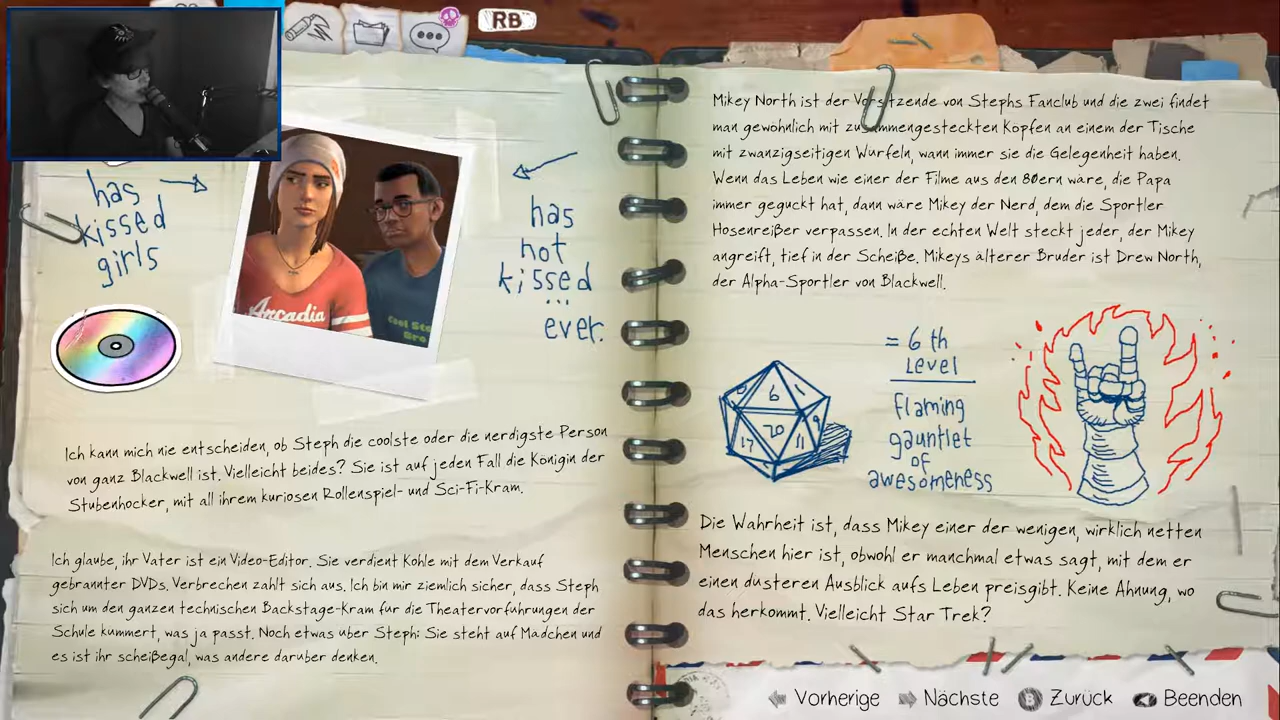 RB
has
kissed
girls
Arcadia
Cool Ste
Bro
has
not
kissed
...
ever.
Ich kann mich nie entscheiden, ob Steph die coolste oder die nerdigste Person
von ganz Blackwell ist. Vielleicht beides? Sie ist auf jeden Fall die Königin der
Stubenhocker, mit all ihrem kuriosen Rollenspiel- und Sci-Fi-Kram.
Ich glaube, ihr Vater ist ein Video-Editor. Sie verdient Kohle mit dem Verkauf
gebrannter DVDs. Verbrechen zahlt sich aus. Ich bin mir ziemlich sicher, dass Steph
sich um den ganzen technischen Backstage-Kram für die Theatervorführungen der
Schule kümmert, was ja passt. Noch etwas über Steph: Sie steht auf Mädchen und
es ist ihr scheißegal, was andere darüber denken.
Mikey North ist der Vorsitzende von Stephs Fanclub und die zwei findet
man gewöhnlich mit zusammengesteckten Köpfen an einem der Tische
mit zwanzigseitigen Würfeln, wann immer sie die Gelegenheit haben.
Wenn das Leben wie einer der Filme aus den 80ern wäre, die Papa
immer geguckt hat, dann wäre Mikey der Nerd, dem die Sportler
Hosenreißer verpassen. In der echten Welt steckt jeder, der Mikey
angreift, tief in der Scheiße. Mikeys älterer Bruder ist Drew North,
der Alpha-Sportler von Blackwell.
6
20
17
11
9
= 6th
Level
flaming
gauntlet
of
awesomeness
Die Wahrheit ist, dass Mikey einer der wenigen, wirklich netten
Menschen hier ist, obwohl er manchmal etwas sagt, mit dem er
einen düsteren Ausblick aufs Leben preisgibt. Keine Ahnung, wo
das herkommt. Vielleicht Star Trek?
Vorherige Nächste B Zurück Beenden